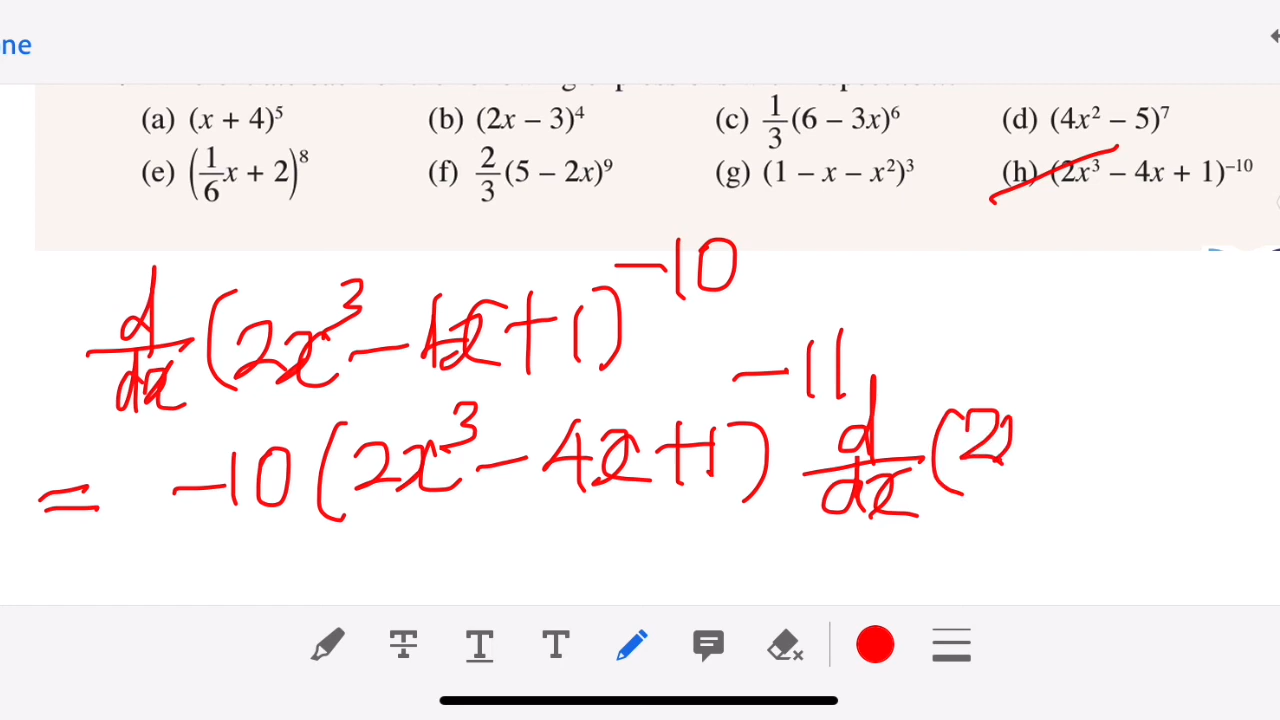 ne
(a) (x + 4)⁵ (b) (2x − 3)⁴ (c) 1/3(6 − 3x)⁶ (d) (4x² − 5)⁷
(e) (1/6x + 2)⁸ (f) 2/3(5 − 2x)⁹ (g) (1 − x − x²)³ (h) (2x³ − 4x + 1)⁻¹⁰
d/dx (2x³ − 4x + 1)⁻¹⁰
= −10(2x³ − 4x + 1)⁻¹¹ d/dx (2x
T T T